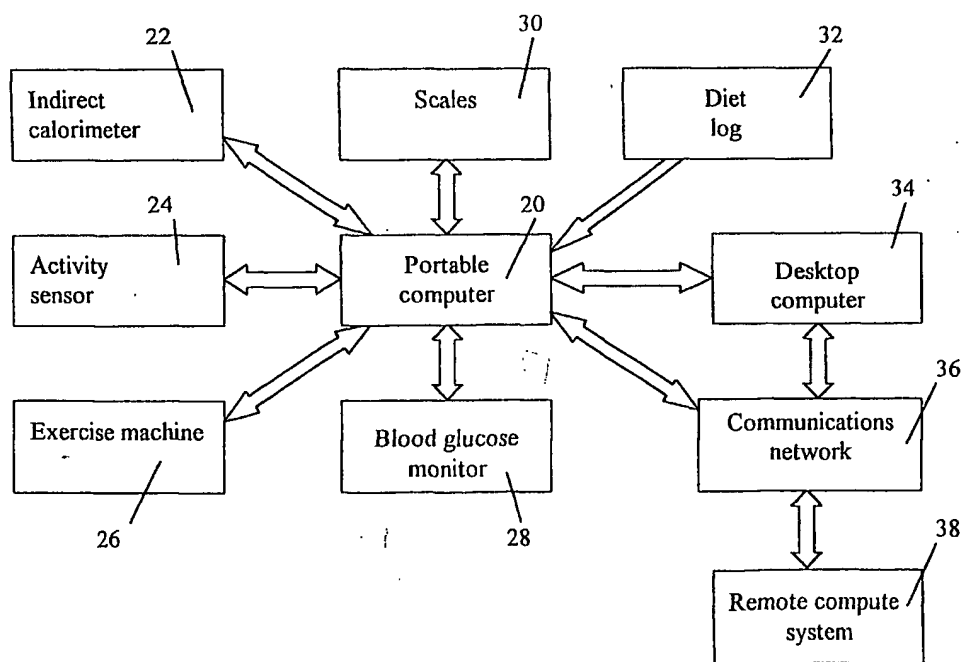 22
30
32
Indirect
calorimeter
Scales
Diet
log
24
20
34
Activity
sensor
Portable
computer
Desktop
computer
36
Exercise machine
Blood glucose
monitor
Communications
network
26
28
38
Remote compute
system